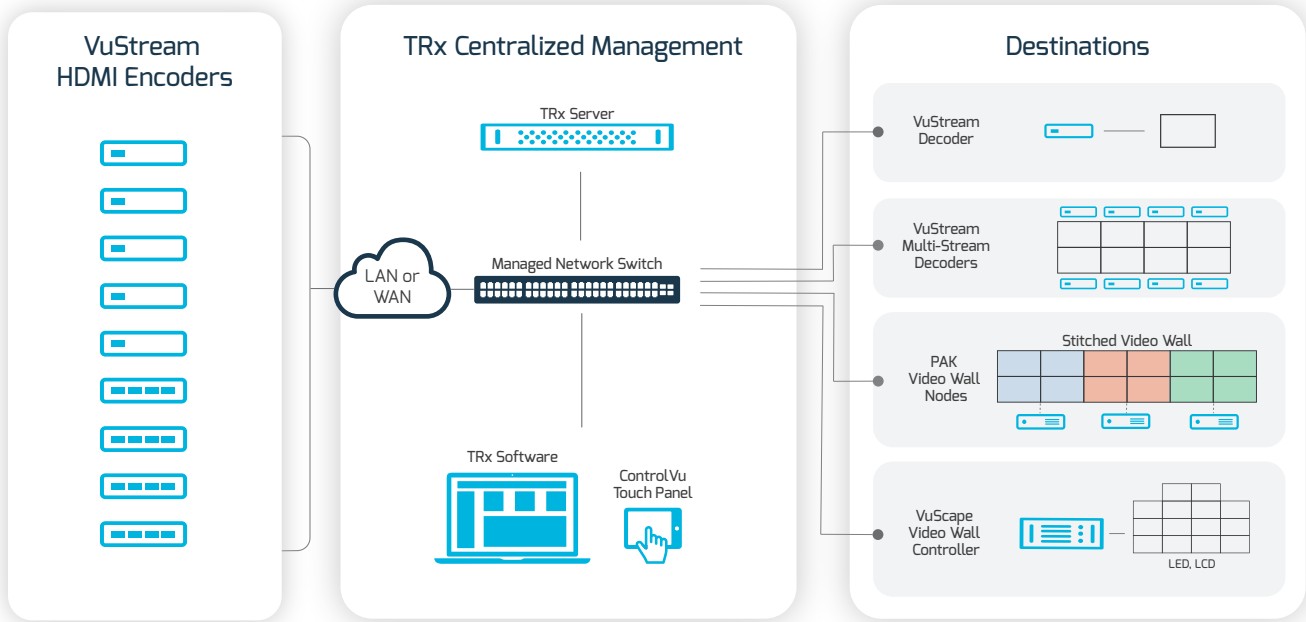 VuStream
HDMI Encoders
TRx Centralized Management
TRx Server
LAN or
WAN
Managed Network Switch
TRx Software
ControlVu
Touch Panel
Destinations
VuStream
Decoder
VuStream
Multi-Stream
Decoders
PAK
Video Wall
Nodes
Stitched Video Wall
VuScape
Video Wall
Controller
LED, LCD